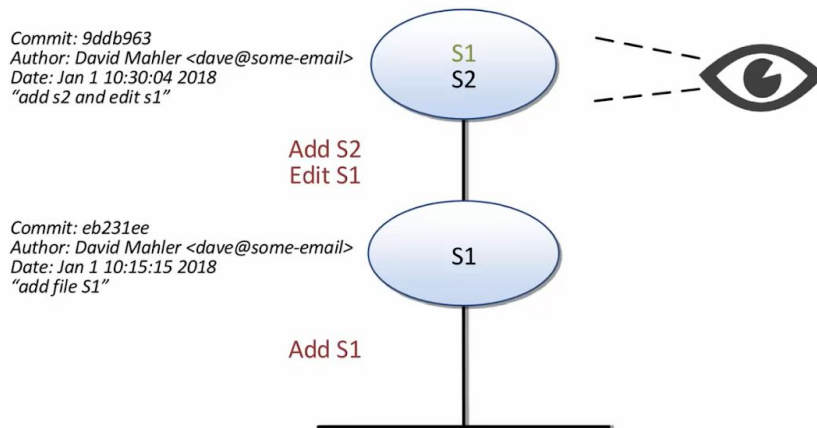 Commit: 9ddb963
Author: David Mahler <dave@some-email>
Date: Jan 1 10:30:04 2018
“add s2 and edit s1”
S1
S2
Add S2
Edit S1
Commit: eb231ee
Author: David Mahler <dave@some-email>
Date: Jan 1 10:15:15 2018
“add file S1”
S1
Add S1